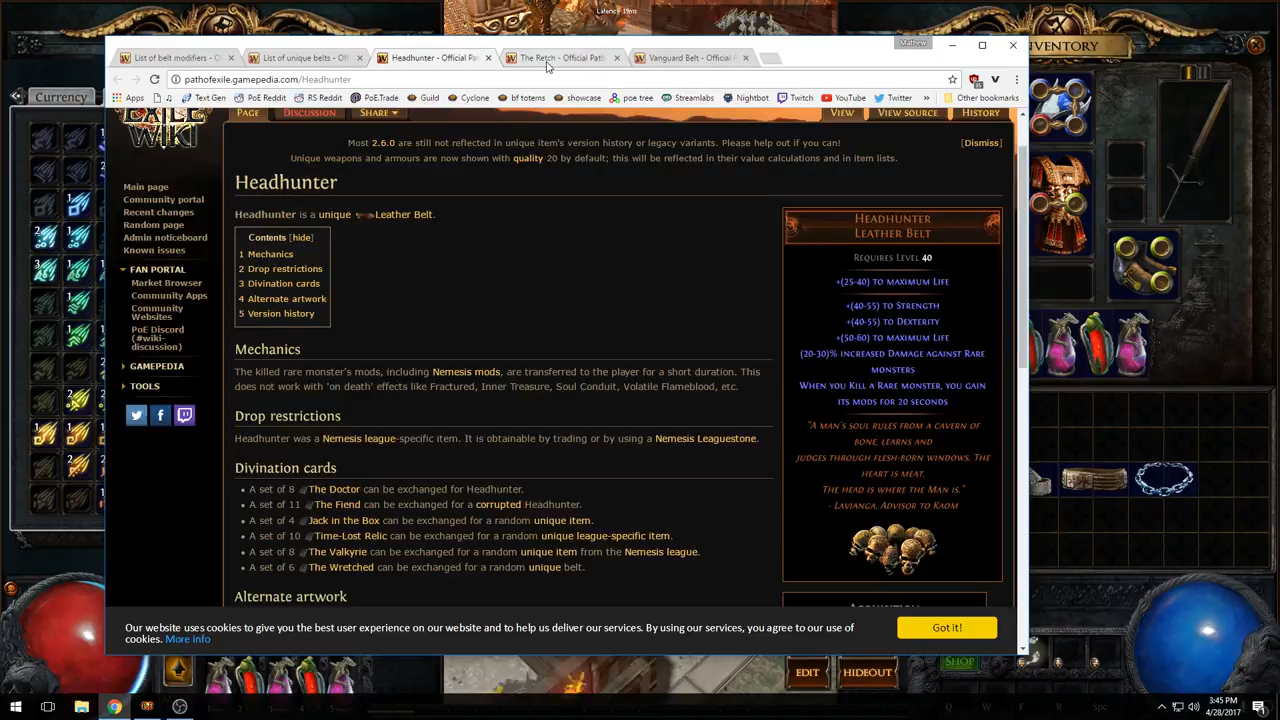 Latency 19ms
Mathew
List of belt modifiers - O
List of unique belts - Off
Headhunter - Official Pa
The Retch - Official Path
Vanguard Belt - Official
pathofexile.gamepedia.com/Headhunter
Apps
Text Gen
PoE Reddit
RS Reddit
PoE.Trade
Guild
Cyclone
bf totems
showcase
poe tree
Streamlabs
Nightbot
Twitch
YouTube
Twitter
»
Other bookmarks
Currency
NVENTORY
EXILE
WIKI
PAGE
DISCUSSION
SHARE
VIEW
VIEW SOURCE
HISTORY
Most 2.6.0 are still not reflected in unique item's version history or legacy variants. Please help out if you can!
[Dismiss]
Unique weapons and armours are now shown with quality 20 by default; this will be reflected in their value calculations and in item lists.
Main page
Community portal
Recent changes
Random page
Admin noticeboard
Known issues
FAN PORTAL
Market Browser
Community Apps
Community
Websites
PoE Discord
(#wiki-
discussion)
GAMEPEDIA
TOOLS
Headhunter
Headhunter is a unique Leather Belt.
Contents [hide]
1 Mechanics
2 Drop restrictions
3 Divination cards
4 Alternate artwork
5 Version history
Mechanics
The killed rare monster's mods, including Nemesis mods, are transferred to the player for a short duration. This
does not work with 'on death' effects like Fractured, Inner Treasure, Soul Conduit, Volatile Flameblood, etc.
Drop restrictions
Headhunter was a Nemesis league-specific item. It is obtainable by trading or by using a Nemesis Leaguestone.
Divination cards
• A set of 8 The Doctor can be exchanged for Headhunter.
• A set of 11 The Fiend can be exchanged for a corrupted Headhunter.
• A set of 4 Jack in the Box can be exchanged for a random unique item.
• A set of 10 Time-Lost Relic can be exchanged for a random unique league-specific item.
• A set of 8 The Valkyrie can be exchanged for a random unique item from the Nemesis league.
• A set of 6 The Wretched can be exchanged for a random unique belt.
Alternate artwork
HEADHUNTER
LEATHER BELT
REQUIRES LEVEL 40
+(25-40) TO MAXIMUM LIFE
+(40-55) TO STRENGTH
+(40-55) TO DEXTERITY
+(50-60) TO MAXIMUM LIFE
(20-30)% INCREASED DAMAGE AGAINST RARE
MONSTERS
WHEN YOU KILL A RARE MONSTER, YOU GAIN
ITS MODS FOR 20 SECONDS
"A MAN'S SOUL RULES FROM A CAVERN OF
BONE, LEARNS AND
JUDGES THROUGH FLESH-BORN WINDOWS. THE
HEART IS MEAT.
THE HEAD IS WHERE THE MAN IS."
- LAVIANGA, ADVISOR TO KAOM
ACQUISITION
Our website uses cookies to give you the best user experience on our website and to help us deliver our services. By using our services, you agree to our use of
cookies. More info
Got it!
EDIT
HIDEOUT
SHOP
3:45 PM
4/28/2017